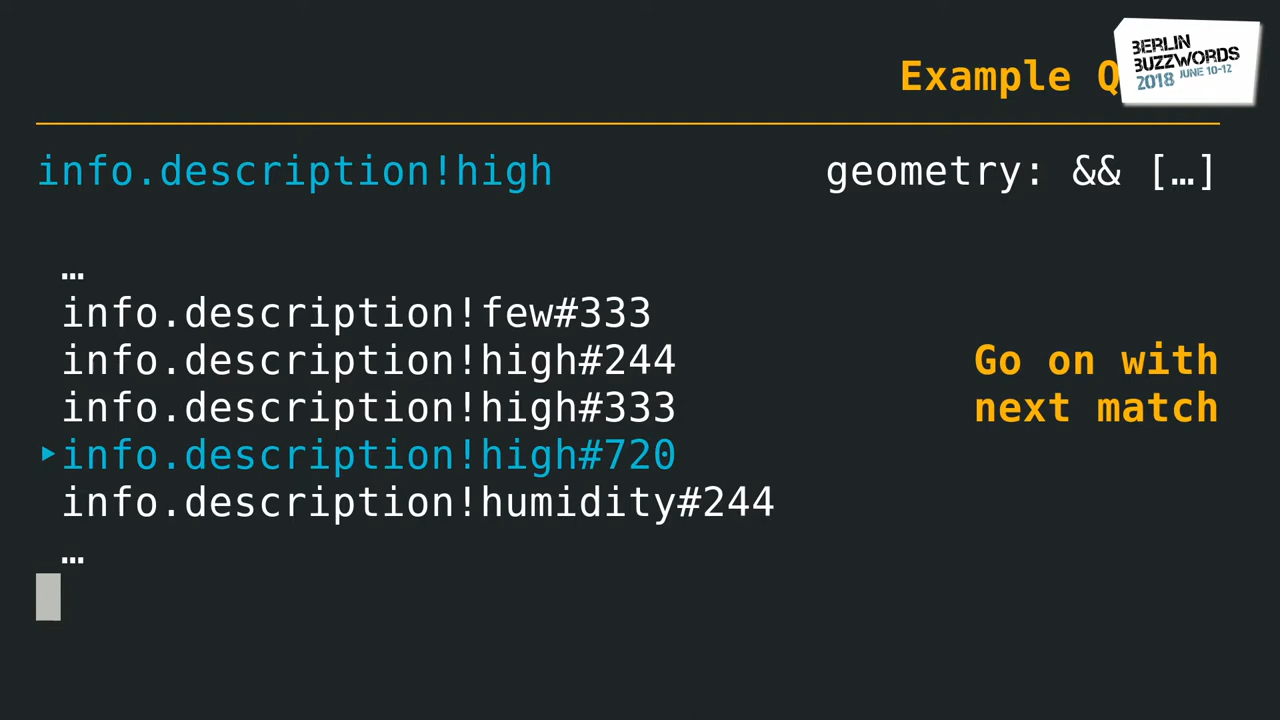 Example Q
BERLIN
BUZZWORDS
2018 JUNE 10-12
info.description!high
geometry: && […]
…
info.description!few#333
info.description!high#244
info.description!high#333
▸info.description!high#720
info.description!humidity#244
…
Go on with
next match